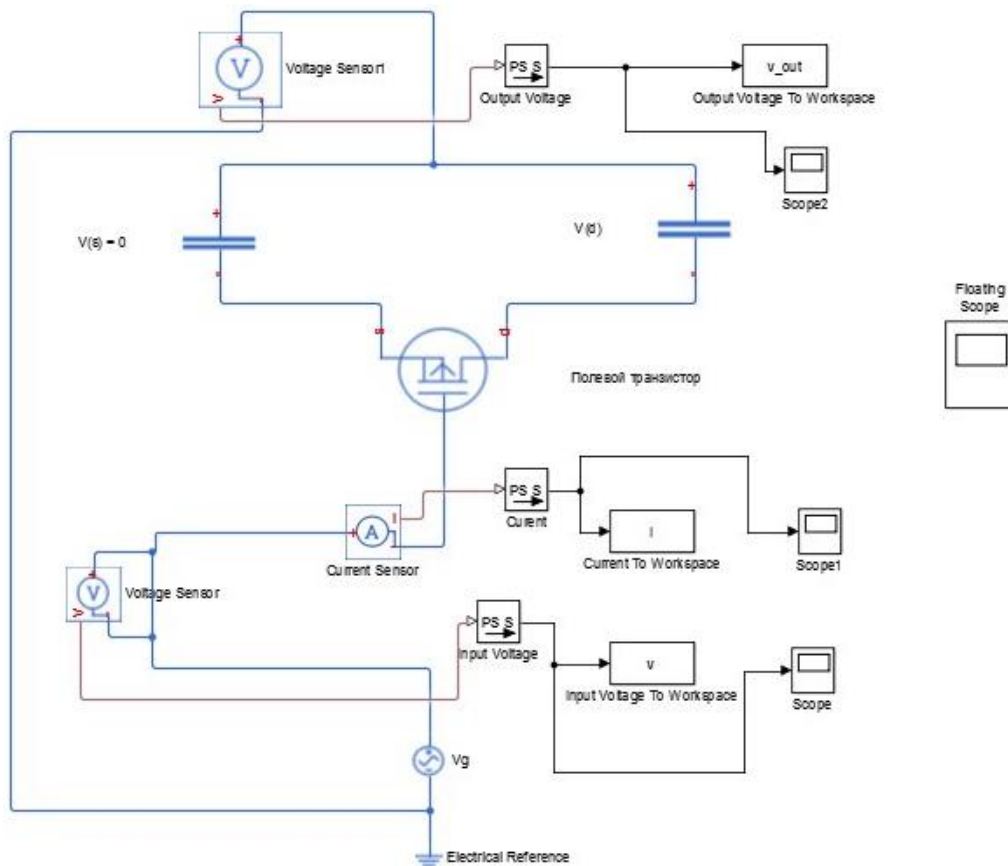 Voltage Sensor1
V
V
PS S
Output Voltage
v_out
Output Voltage To Workspace
Scope2
V(s) = 0
V(d)
s
d
Floating
Scope
Полевой транзистор
PS S
Curent
I
Current To Workspace
Scope1
A
I
Current Sensor
V
V
Voltage Sensor
PS S
Input Voltage
v
Input Voltage To Workspace
Scope
Vg
Electrical Reference